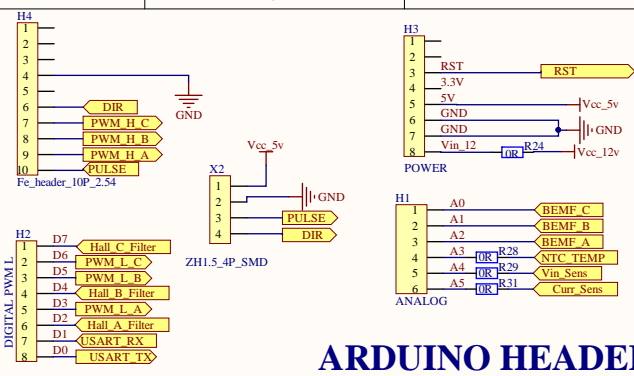 H4
1
2
3
4
5
6 DIR
7 PWM_H_C
8 PWM_H_B
9 PWM_H_A
10 PULSE
GND
Fe_header_10P_2.54
Vcc_5v
X2
1
2 GND
3 PULSE
4 DIR
ZH1.5_4P_SMD
H3
1
2
3 RST RST
4 3.3V
5 5V Vcc_5v
6 GND
7 GND GND
8 Vin_12 0R R24 Vcc_12v
POWER
H2
DIGITAL PWM L
1 D7 Hall_C_Filter
2 D6 PWM_L_C
3 D5 PWM_L_B
4 D4 Hall_B_Filter
5 D3 PWM_L_A
6 D2 Hall_A_Filter
7 D1 USART_RX
8 D0 USART_TX
H1
1 A0 BEMF_C
2 A1 BEMF_B
3 A2 BEMF_A
4 A3 0R R28 NTC_TEMP
5 A4 0R R29 Vin_Sens
6 A5 0R R31 Curr_Sens
ANALOG
ARDUINO HEADE